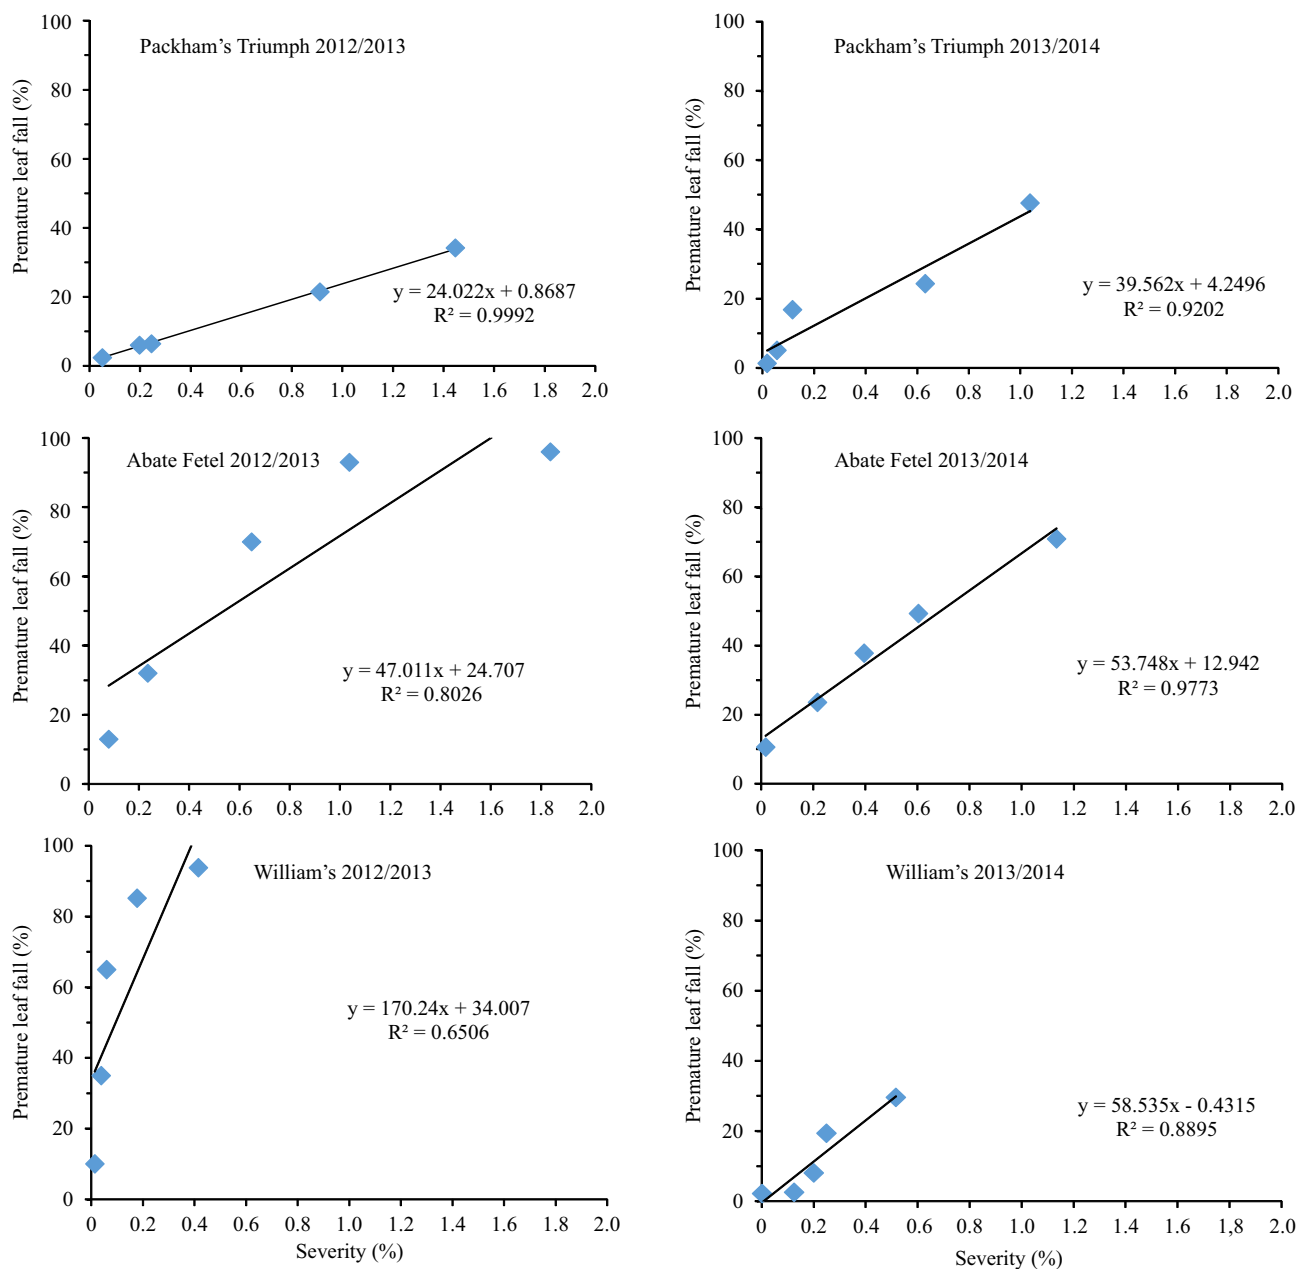 Packham's Triumph 2012/2013
Premature leaf fall (%)
100
80
60
40
20
0
y = 24.022x + 0.8687
R² = 0.9992
0 0.2 0.4 0.6 0.8 1.0 1.2 1.4 1.6 1.8 2.0
Packham's Triumph 2013/2014
Premature leaf fall (%)
100
80
60
40
20
0
y = 39.562x + 4.2496
R² = 0.9202
0 0.2 0.4 0.6 0.8 1.0 1.2 1.4 1.6 1.8 2.0
Abate Fetel 2012/2013
Premature leaf fall (%)
100
80
60
40
20
0
y = 47.011x + 24.707
R² = 0.8026
0 0.2 0.4 0.6 0.8 1.0 1.2 1.4 1.6 1.8 2.0
Abate Fetel 2013/2014
Premature leaf fall (%)
100
80
60
40
20
0
y = 53.748x + 12.942
R² = 0.9773
0 0.2 0.4 0.6 0.8 1.0 1.2 1.4 1.6 1.8 2.0
William's 2012/2013
Premature leaf fall (%)
100
80
60
40
20
0
y = 170.24x + 34.007
R² = 0.6506
0 0.2 0.4 0.6 0.8 1.0 1.2 1.4 1.6 1.8 2.0
Severity (%)
William's 2013/2014
Premature leaf fall (%)
100
80
60
40
20
0
y = 58.535x - 0.4315
R² = 0.8895
0 0.2 0.4 0.6 0.8 1.0 1.2 1.4 1.6 1,8 2.0
Severity (%)